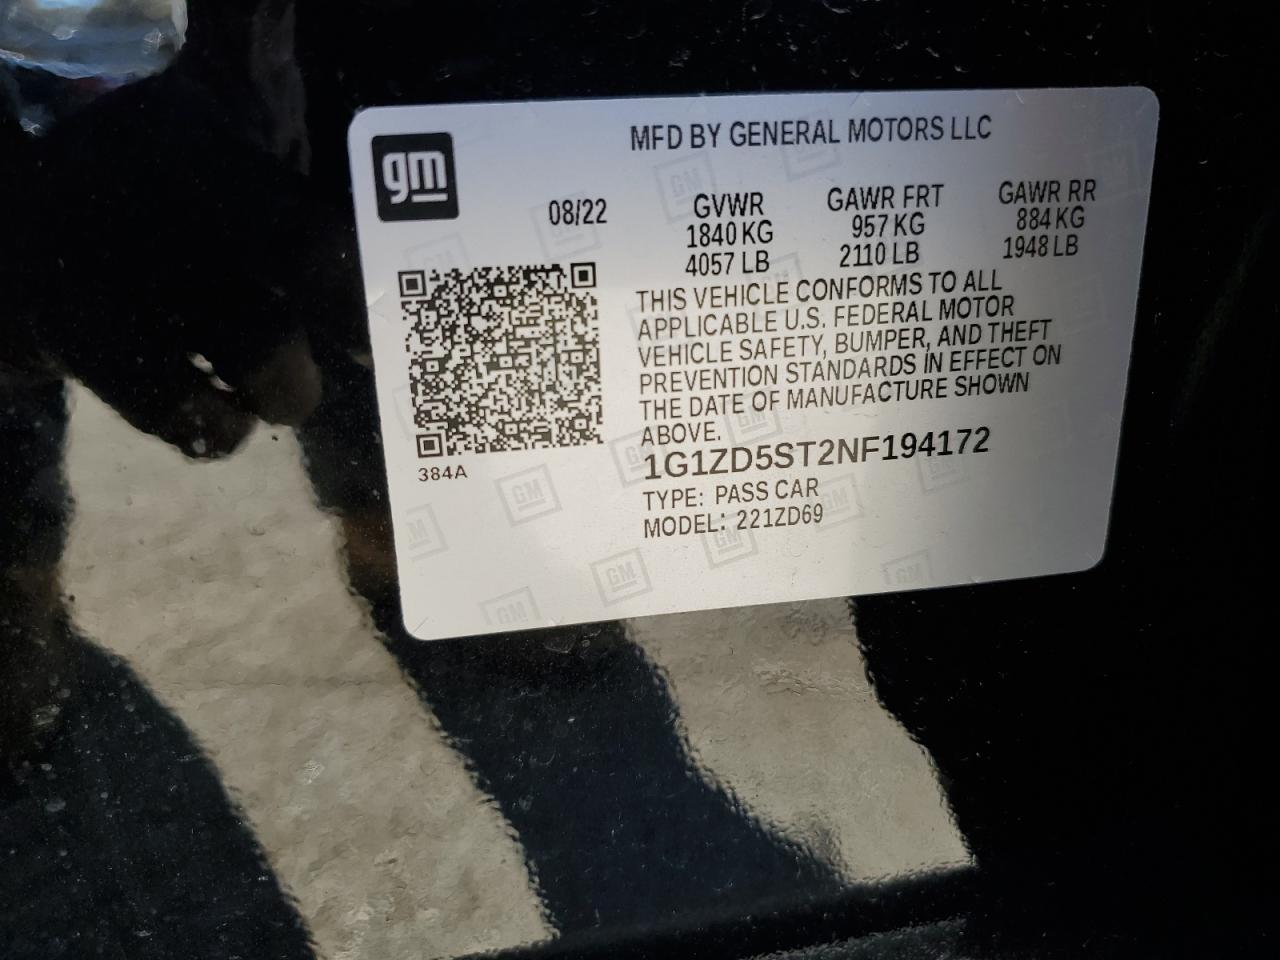 gm
MFD BY GENERAL MOTORS LLC
08/22
GVWR
1840 KG
4057 LB
GAWR FRT
957 KG
2110 LB
GAWR RR
884 KG
1948 LB
THIS VEHICLE CONFORMS TO ALL
APPLICABLE U.S. FEDERAL MOTOR
VEHICLE SAFETY, BUMPER, AND THEFT
PREVENTION STANDARDS IN EFFECT ON
THE DATE OF MANUFACTURE SHOWN
ABOVE.
384A
1G1ZD5ST2NF194172
TYPE: PASS CAR
MODEL: 221ZD69